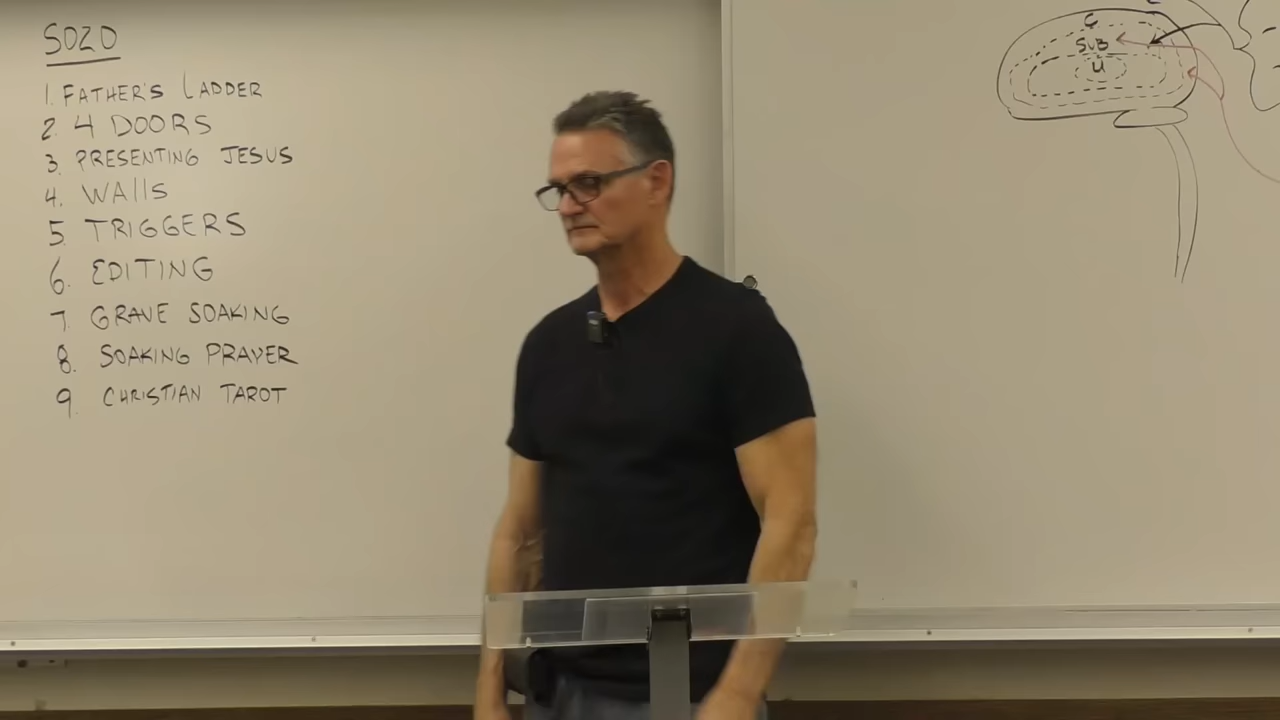 SOZO
1. FATHER'S LADDER
2. 4 DOORS
3. PRESENTING JESUS
4. WALLS
5. TRIGGERS
6. EDITING
7. GRAVE SOAKING
8. SOAKING PRAYER
9. CHRISTIAN TAROT
C
SUB
U